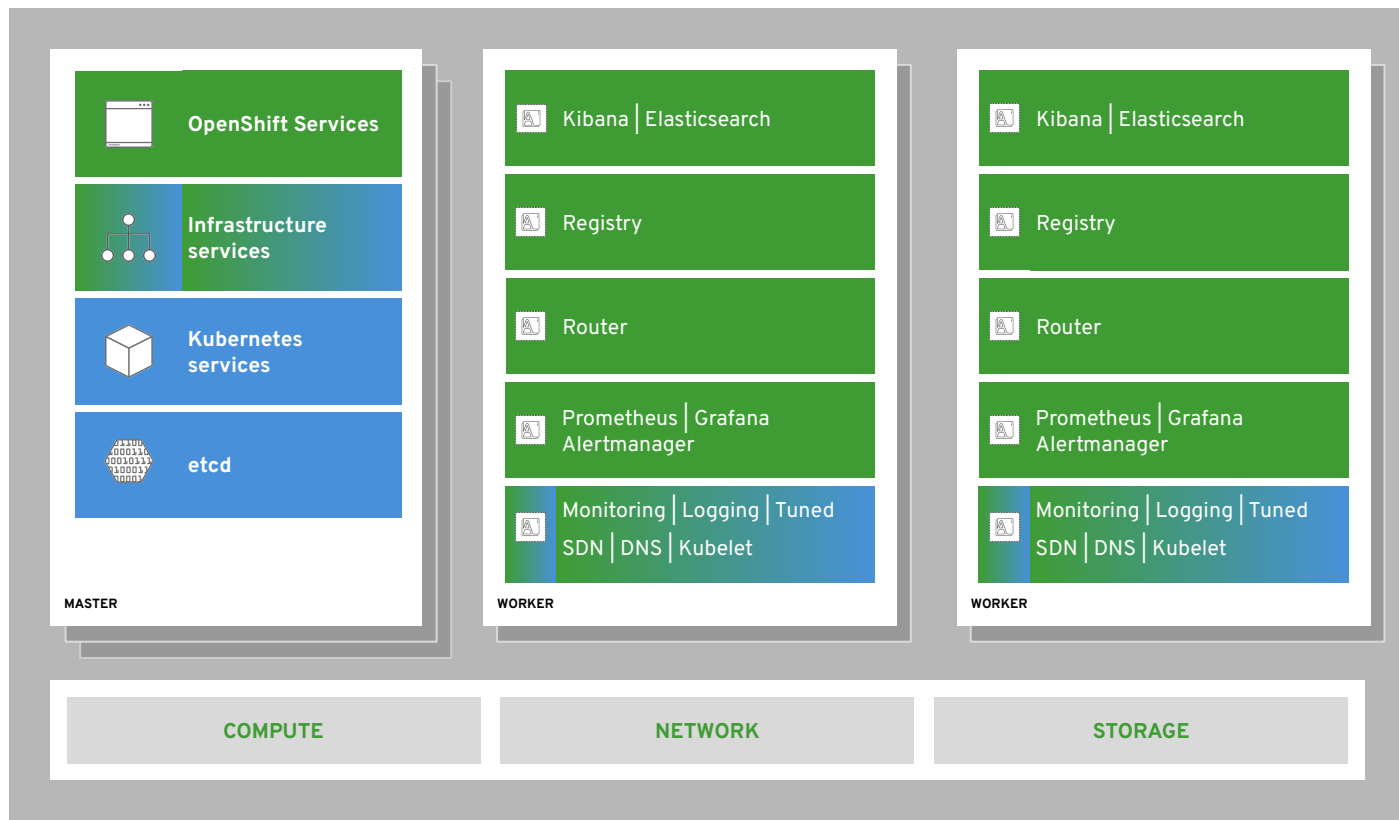 OpenShift Services
Infrastructure
services
Kubernetes
services
etcd
MASTER
Kibana | Elasticsearch
Registry
Router
Prometheus | Grafana
Alertmanager
Monitoring | Logging | Tuned
SDN | DNS | Kubelet
WORKER
Kibana | Elasticsearch
Registry
Router
Prometheus | Grafana
Alertmanager
Monitoring | Logging | Tuned
SDN | DNS | Kubelet
WORKER
COMPUTE
NETWORK
STORAGE